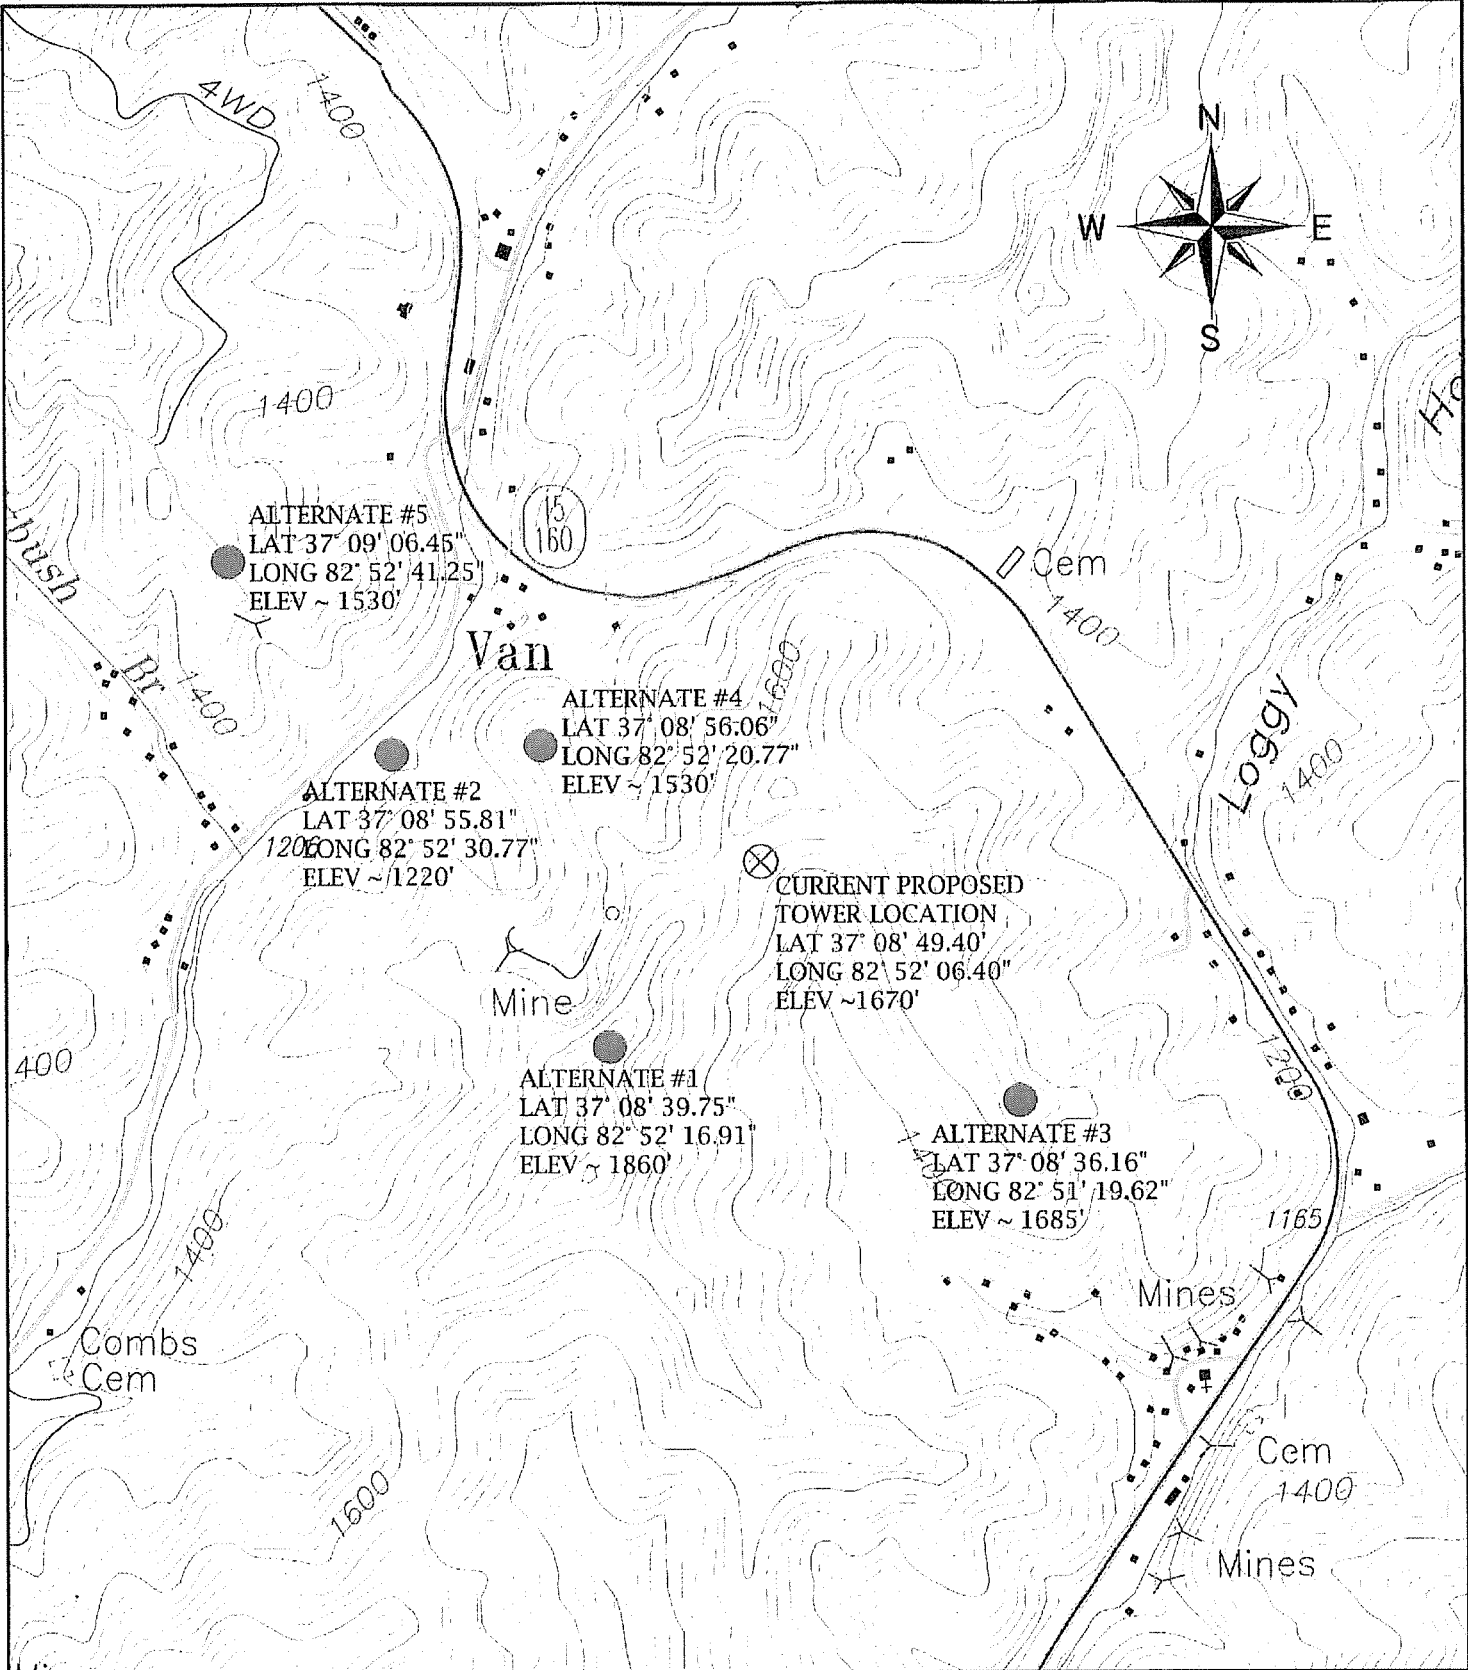 4WD
1400
N
W
E
S
1400
Ho
ALTERNATE #5
LAT 37° 09' 06.45"
LONG 82° 52' 41.25"
ELEV ~ 1530'
15
160
Cem
1400
bush
Br
1400
Van
1600
ALTERNATE #4
LAT 37° 08' 56.06"
LONG 82° 52' 20.77"
ELEV ~ 1530'
Loggy
1400
ALTERNATE #2
LAT 37° 08' 55.81"
1206
LONG 82° 52' 30.77"
ELEV ~ 1220'
CURRENT PROPOSED
TOWER LOCATION
LAT 37° 08' 49.40'
LONG 82° 52' 06.40"
ELEV ~1670'
Mine
400
1200
ALTERNATE #1
LAT 37° 08' 39.75"
LONG 82° 52' 16.91"
ELEV ~ 1860'
ALTERNATE #3
1400
LAT 37° 08' 36.16"
LONG 82° 51' 19.62"
ELEV ~ 1685'
1165
1400
Mines
Combs
Cem
Cem
1400
1600
Mines